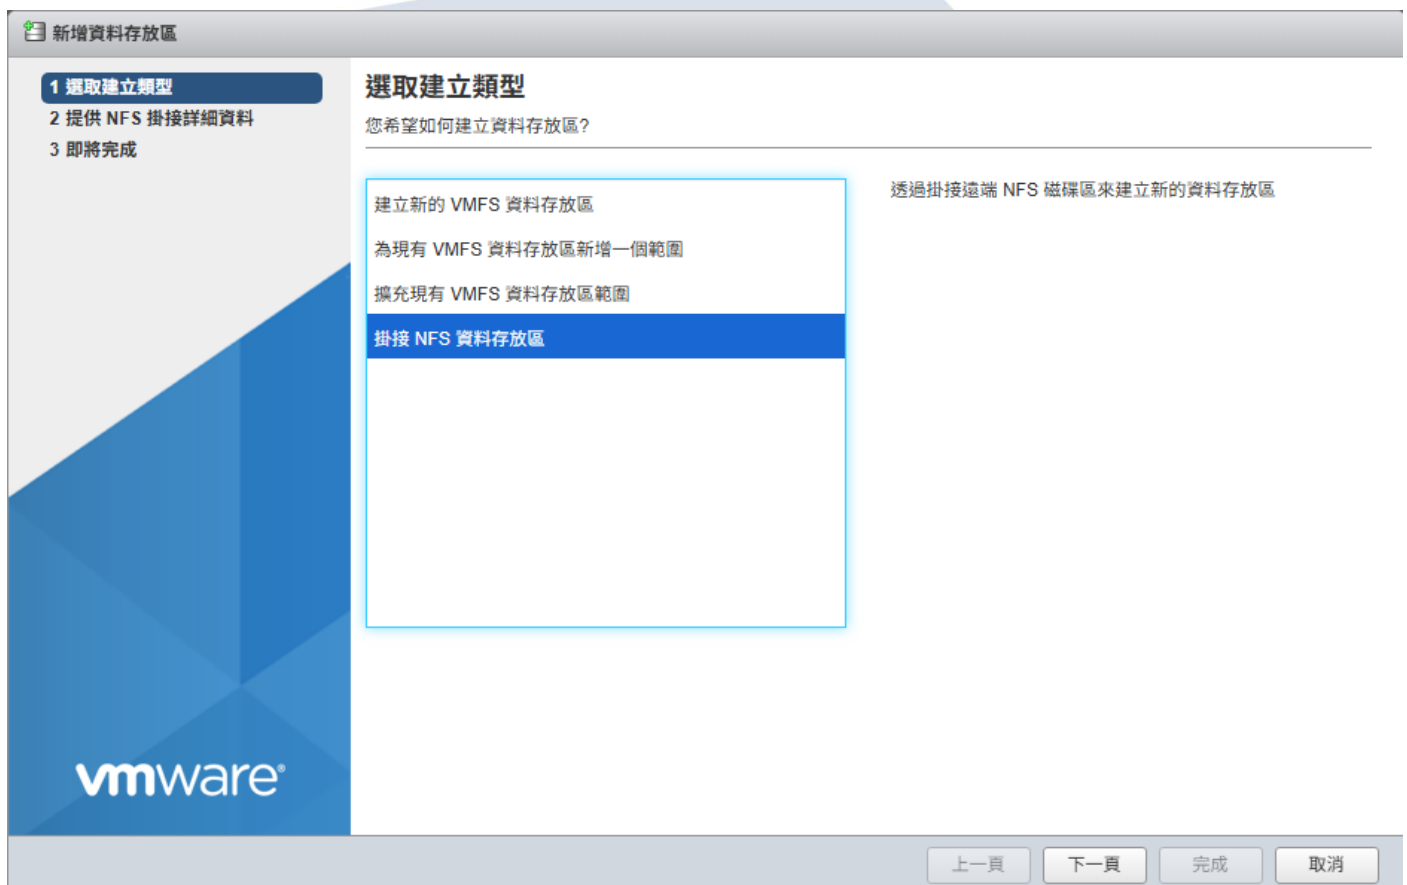 新增資料存放區
1 選取建立類型
2 提供 NFS 掛接詳細資料
3 即將完成
選取建立類型
您希望如何建立資料存放區?
建立新的 VMFS 資料存放區
為現有 VMFS 資料存放區新增一個範圍
擴充現有 VMFS 資料存放區範圍
掛接 NFS 資料存放區
透過掛接遠端 NFS 磁碟區來建立新的資料存放區
vmware®
上一頁
下一頁
完成
取消